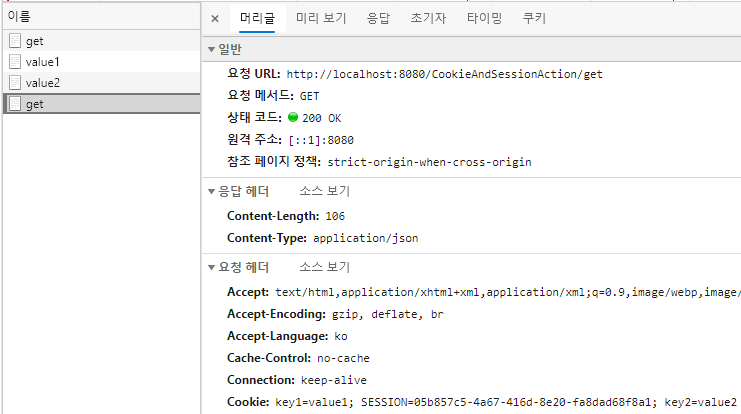 이름
get
value1
value2
get
× 머리글 미리 보기 응답 초기자 타이밍 쿠키
▼일반
요청 URL: http://localhost:8080/CookieAndSessionAction/get
요청 메서드: GET
상태 코드: 200 OK
원격 주소: [::1]:8080
참조 페이지 정책: strict-origin-when-cross-origin
▼응답 헤더 소스 보기
Content-Length: 106
Content-Type: application/json
▼요청 헤더 소스 보기
Accept: text/html,application/xhtml+xml,application/xml;q=0.9,image/webp,image/
Accept-Encoding: gzip, deflate, br
Accept-Language: ko
Cache-Control: no-cache
Connection: keep-alive
Cookie: key1=value1; SESSION=05b857c5-4a67-416d-8e20-fa8dad68f8a1; key2=value2